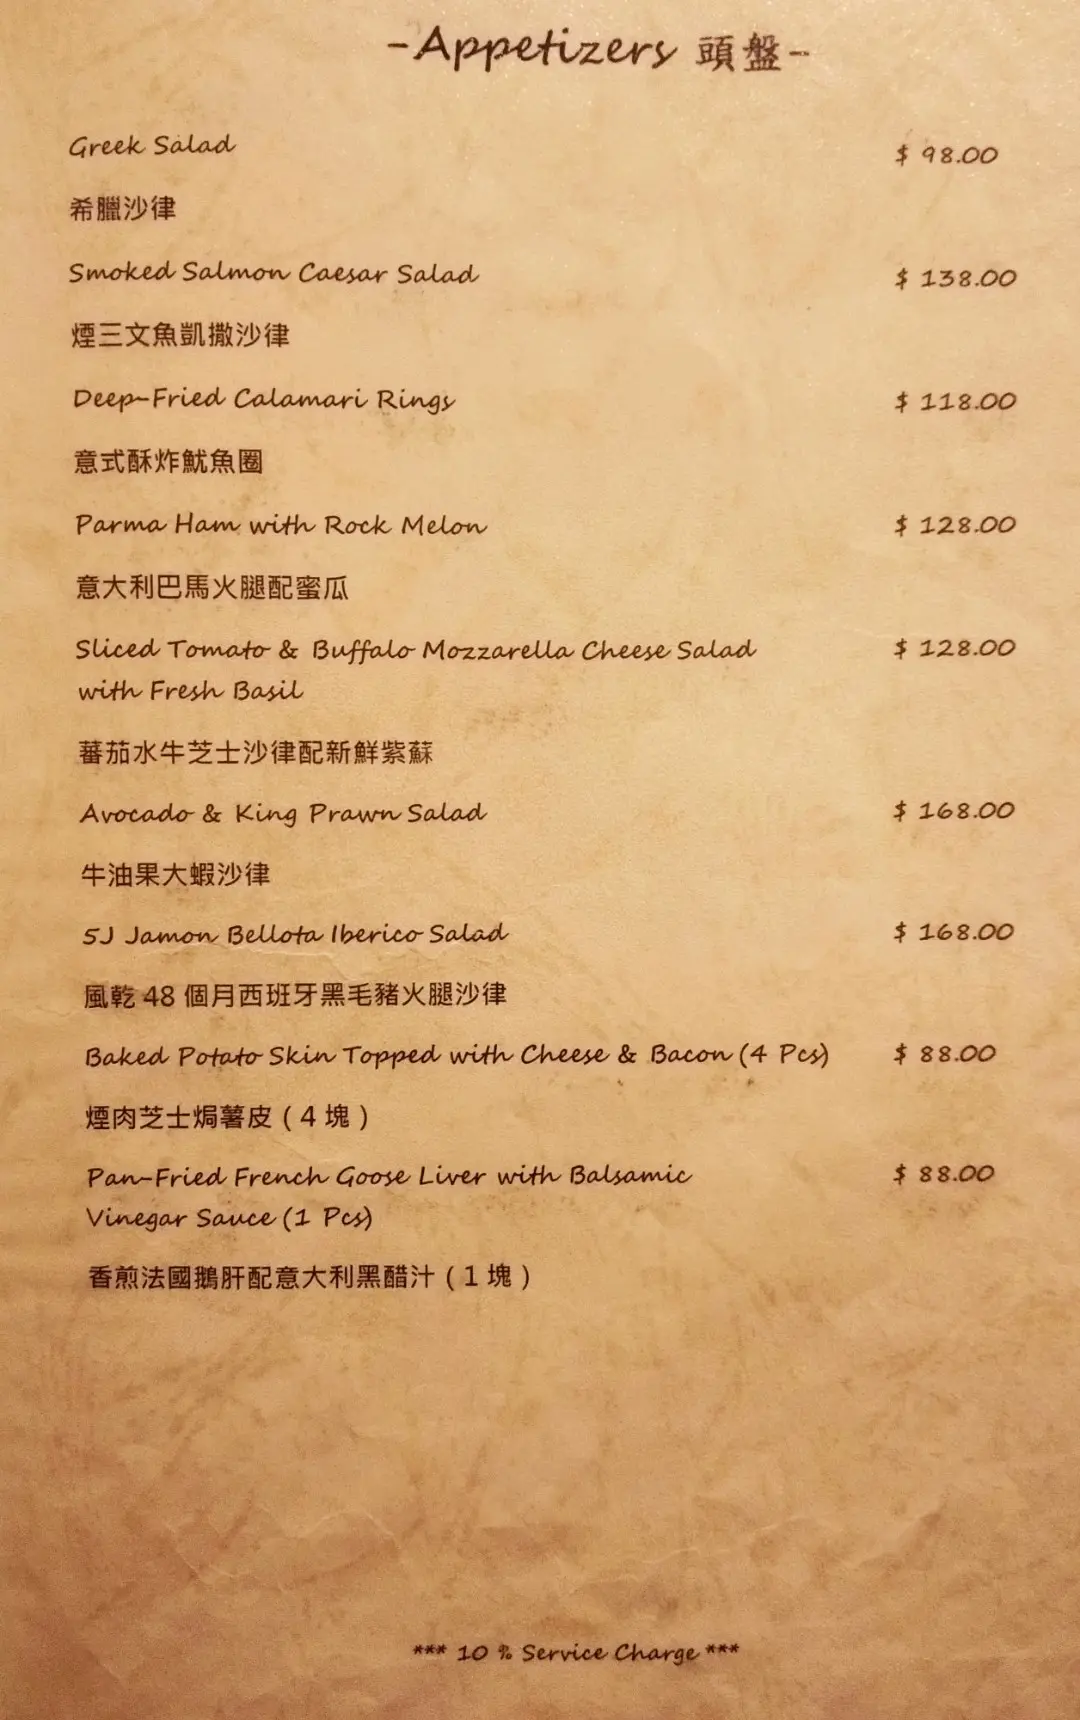 -Appetizers 頭盤-
Greek Salad $ 98.00
希臘沙律
Smoked Salmon Caesar Salad $ 138.00
煙三文魚凱撒沙律
Deep-Fried Calamari Rings $ 118.00
意式酥炸魷魚圈
Parma Ham with Rock Melon $ 128.00
意大利巴馬火腿配蜜瓜
Sliced Tomato & Buffalo Mozzarella Cheese Salad $ 128.00
with Fresh Basil
蕃茄水牛芝士沙律配新鮮紫蘇
Avocado & King Prawn Salad $ 168.00
牛油果大蝦沙律
5J Jamon Bellota Iberico Salad $ 168.00
風乾 48 個月西班牙黑毛豬火腿沙律
Baked Potato Skin Topped with Cheese & Bacon (4 Pcs) $ 88.00
煙肉芝士焗薯皮 ( 4 塊 )
Pan-Fried French Goose Liver with Balsamic $ 88.00
Vinegar Sauce (1 Pcs)
香煎法國鵝肝配意大利黑醋汁 ( 1 塊 )
*** 10 % Service Charge ***